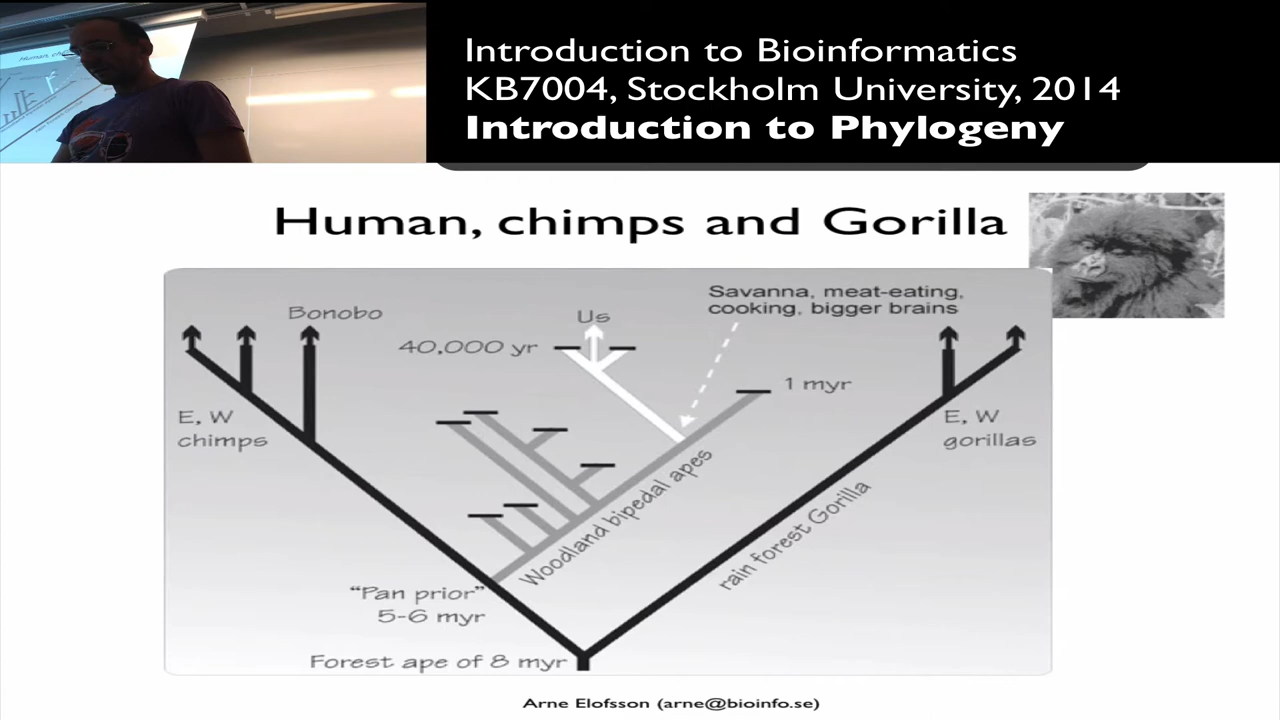 Introduction to Bioinformatics
KB7004, Stockholm University, 2014
Introduction to Phylogeny
Human, chimps and Gorilla
Savanna, meat-eating,
cooking, bigger brains
Bonobo
Us
40,000 yr
1 myr
E, W
chimps
E, W
gorillas
Woodland bipedal apes
rain forest Gorilla
"Pan prior"
5-6 myr
Forest ape of 8 myr
Arne Elofsson (arne@bioinfo.se)